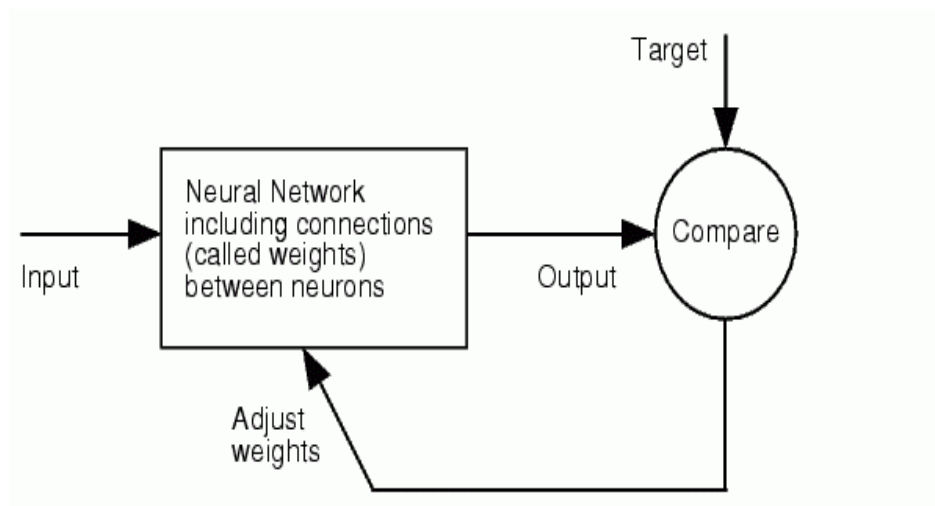 Target
Neural Network
including connections
(called weights)
between neurons
Compare
Input
Output
Adjust
weights